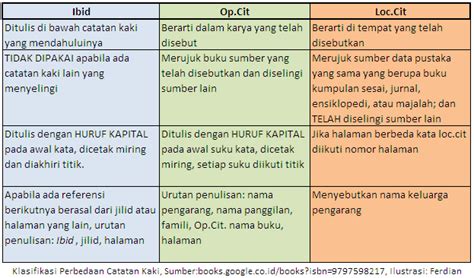 Ibid
Op.Cit
Loc.Cit
Ditulis di bawah catatan kaki
yang mendahuluinya
Berarti dalam karya yang telah
disebut
Berarti di tempat yang telah
disebutkan
TIDAK DIPAKAI apabila ada
catatan kaki lain yang
menyelingi
Merujuk buku sumber yang
telah disebutkan dan diselingi
sumber lain
Merujuk sumber data pustaka
yang sama yang berupa buku
kumpulan sesai, jurnal,
ensiklopedi, atau majalah; dan
TELAH diselingi sumber lain
Ditulis dengan HURUF KAPITAL
pada awal kata, dicetak miring
dan diakhiri titik.
Ditulis dengan HURUF KAPITAL
pada awal suku kata, dicetak
miring, setiap suku diikuti titik
Jika halaman berbeda kata loc.cit
diikuti nomor halaman
Apabila ada referensi
berikutnya berasal dari jilid atau
halaman yang lain, urutan
penulisan: Ibid , jilid, halaman
Urutan penulisan: nama
pengarang, nama panggilan,
famili, Op.Cit. nama buku,
halaman
Menyebutkan nama keluarga
pengarang
Klasifikasi Perbedaan Catatan Kaki, Sumber:books.google.co.id/books?isbn=9797598217, Ilustrasi: Ferdian